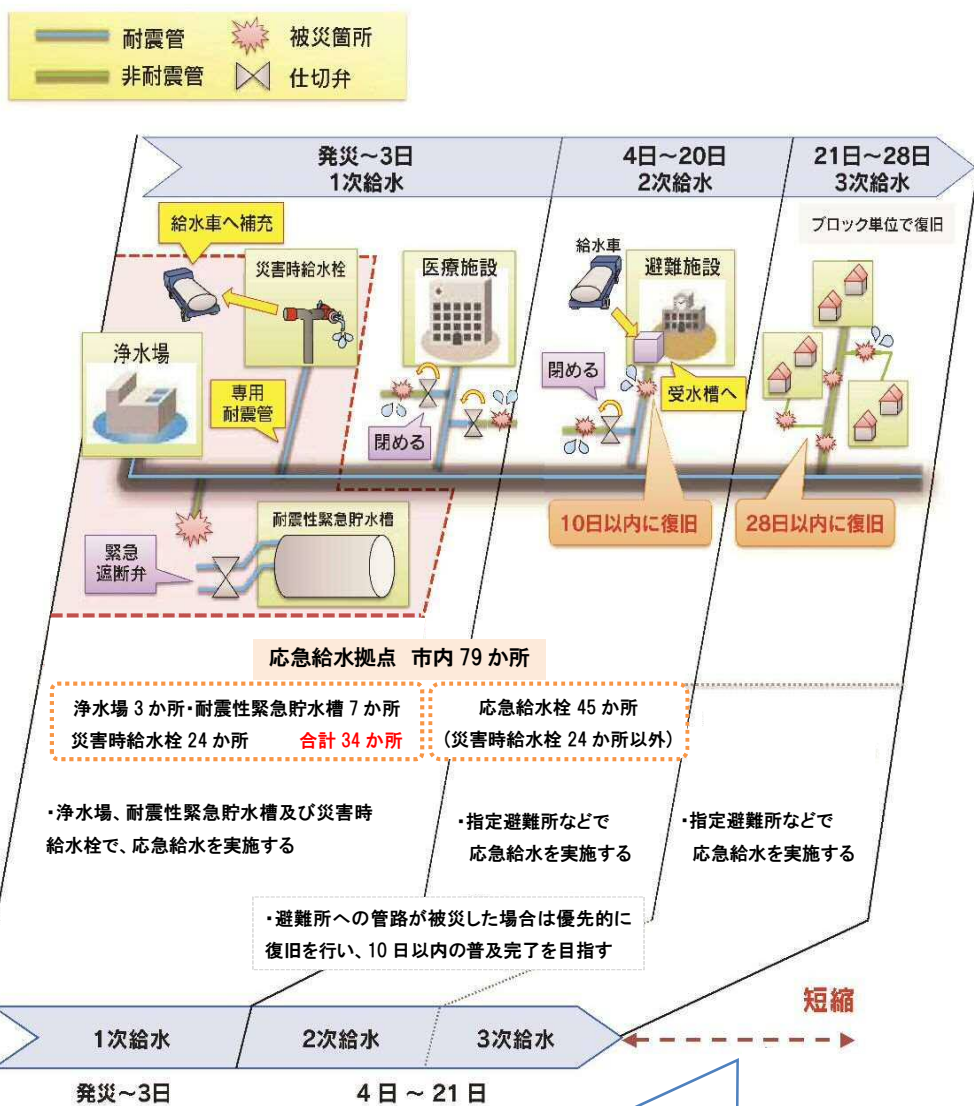 耐震管
被災箇所
非耐震管
仕切弁
発災～3日
1次給水
4日～20日
2次給水
21日～28日
3次給水
給水車へ補充
災害時給水栓
医療施設
給水車
避難施設
ブロック単位で復旧
浄水場
専用
耐震管
閉める
閉める
受水槽へ
10日以内に復旧
28日以内に復旧
耐震性緊急貯水槽
緊急
遮断弁
応急給水拠点 市内 79 か所
浄水場 3 か所・耐震性緊急貯水槽 7 か所
災害時給水栓 24 か所 合計 34 か所
応急給水栓 45 か所
(災害時給水栓 24 か所以外)
・浄水場、耐震性緊急貯水槽及び災害時
給水栓で、応急給水を実施する
・指定避難所などで
応急給水を実施する
・指定避難所などで
応急給水を実施する
・避難所への管路が被災した場合は優先的に
復旧を行い、10 日以内の普及完了を目指す
短縮
1次給水
2次給水
3次給水
発災～3日
4 日 ～ 21 日